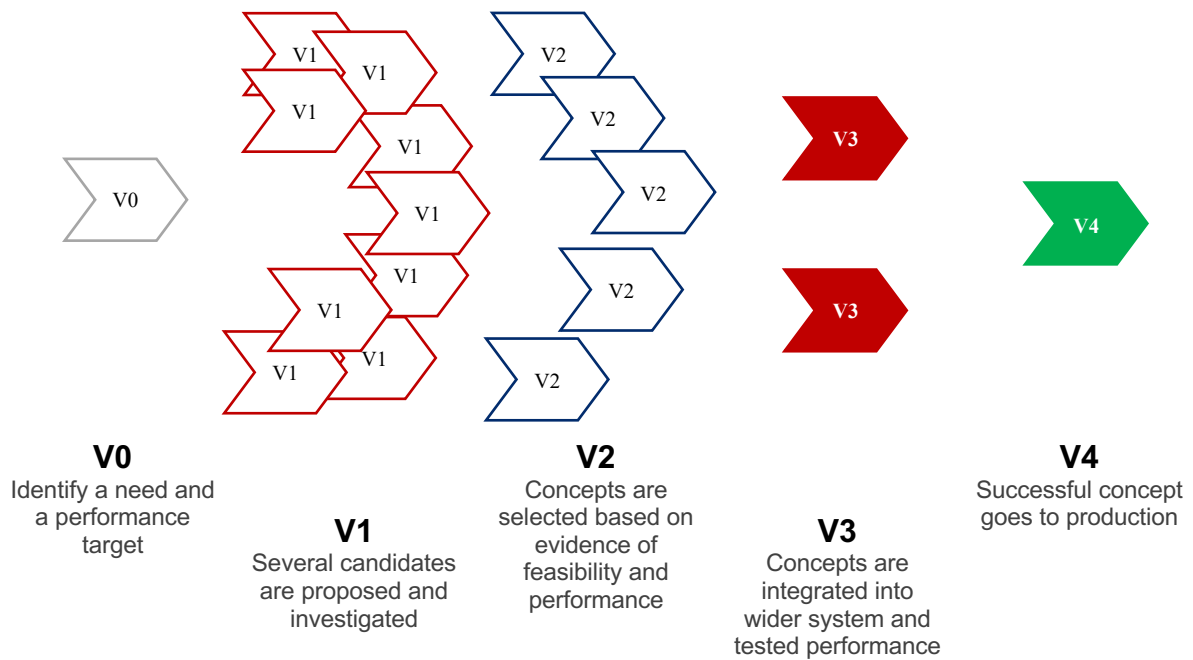 V1
V1
V1
V1
V1
V1
V1
V1
V1
V2
V2
V2
V2
V2
V0
V3
V3
V4
V0
Identify a need and
a performance
target
V1
Several candidates
are proposed and
investigated
V2
Concepts are
selected based on
evidence of
feasibility and
performance
V3
Concepts are
integrated into
wider system and
tested performance
V4
Successful concept
goes to production